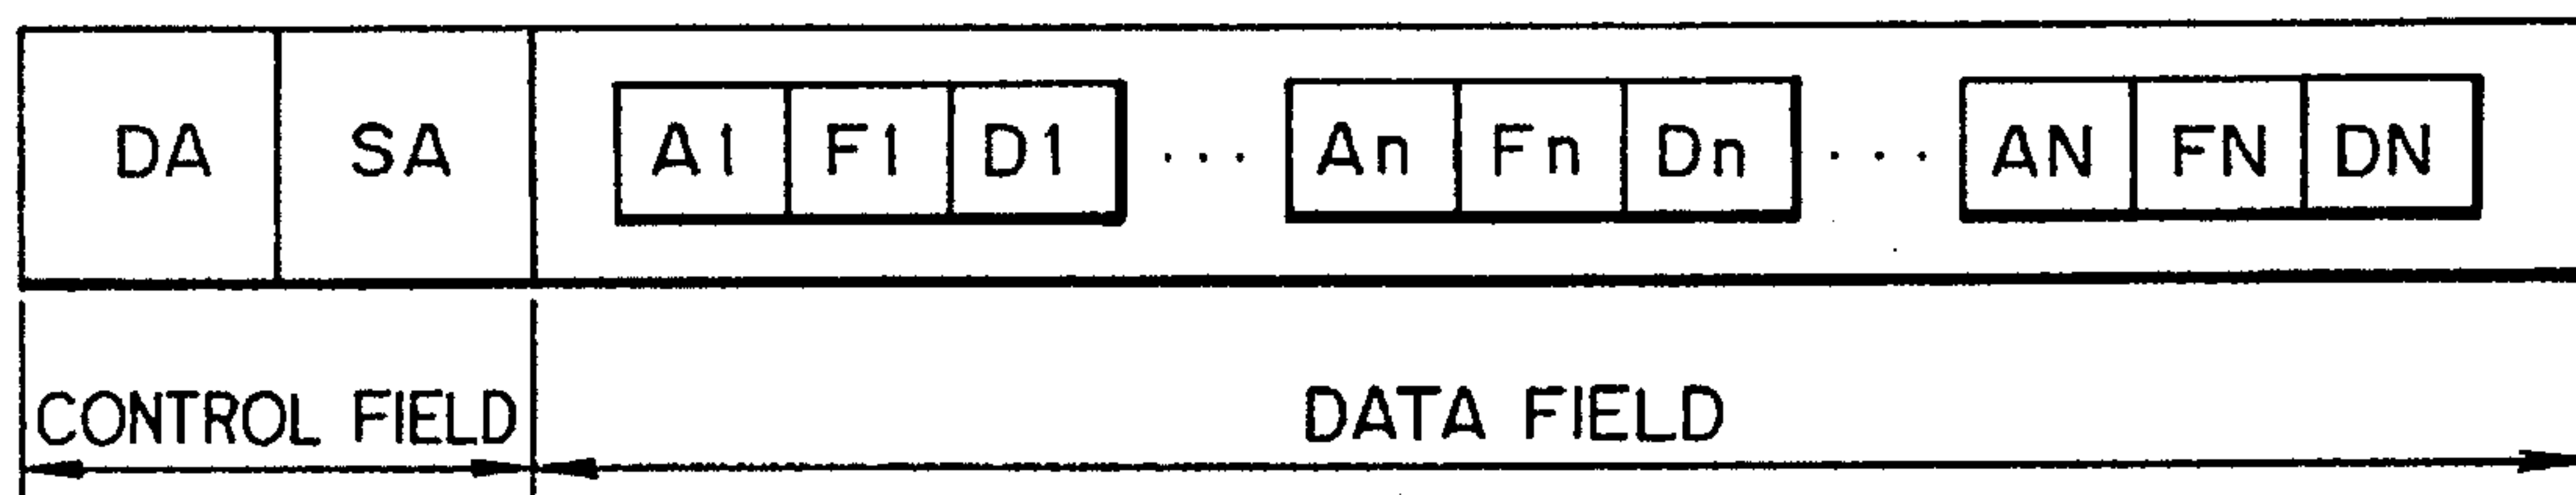 DA SA A1 F1 D1 ... An Fn Dn ... AN FN DN
CONTROL FIELD DATA FIELD